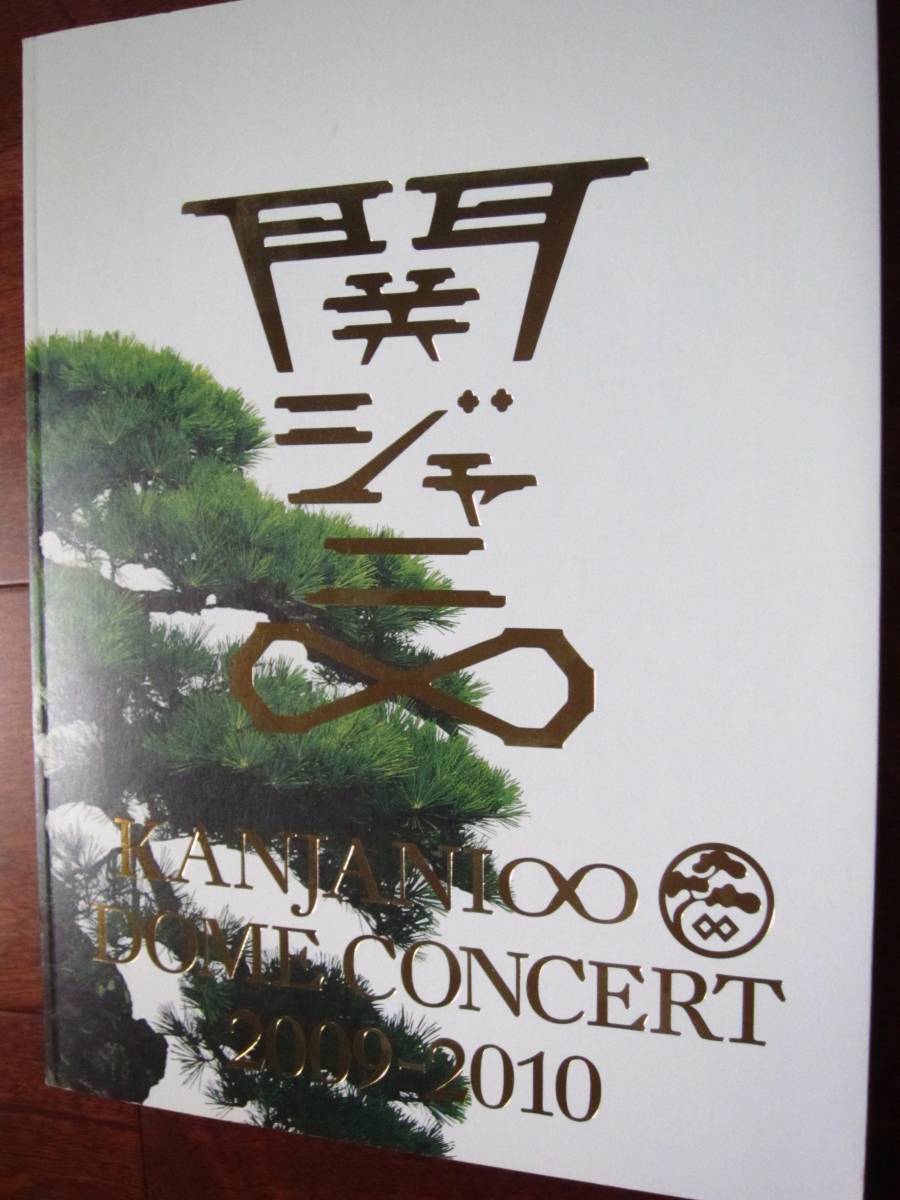 関
ジャ
ニ
∞
KANJANI∞
DOME CONCERT
2009-2010